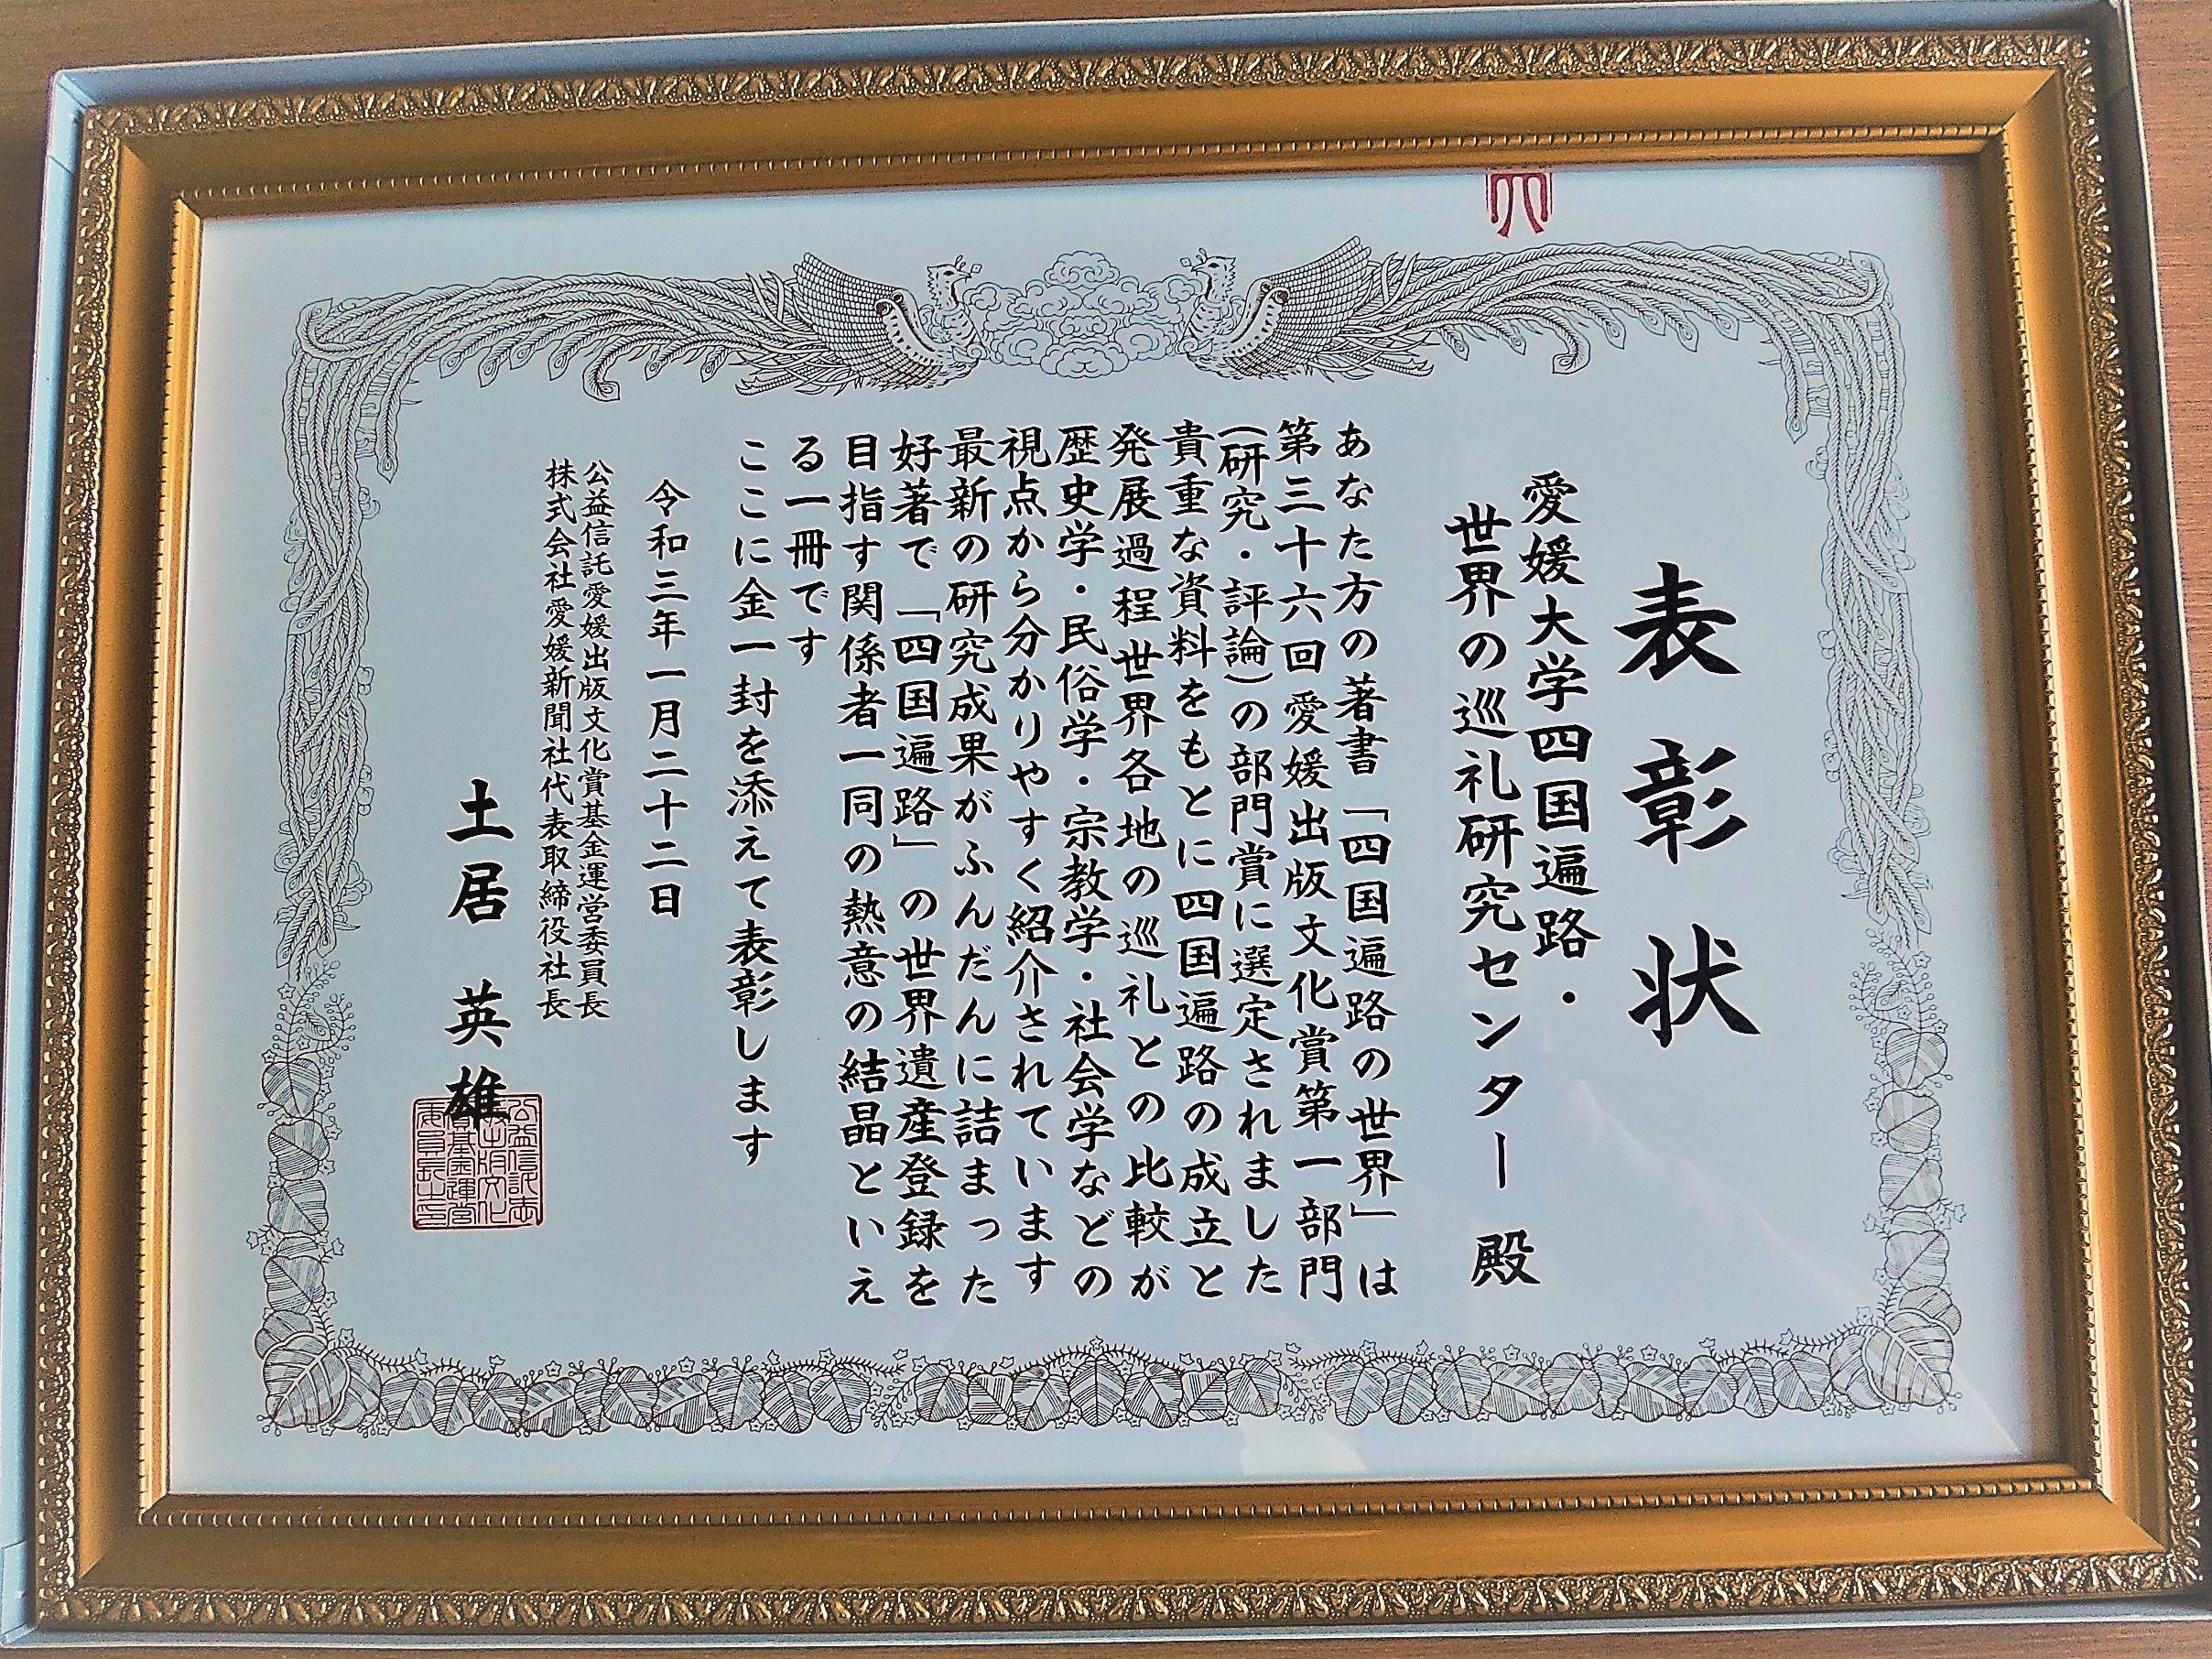 表彰状
愛媛大学四国遍路・
世界の巡礼研究センター 殿
あなた方の著書「四国遍路の世界」は
第三十六回愛媛出版文化賞第一部門
(研究・評論)の部門賞に選定されました
貴重な資料をもとに四国遍路の成立と
発展過程世界各地の巡礼との比較が
歴史学・民俗学・宗教学・社会学などの
視点から分かりやすく紹介されています
最新の研究成果がふんだんに詰まった
好著で「四国遍路」の世界遺産登録を
目指す関係者一同の熱意の結晶といえ
る一冊です
ここに金一封を添えて表彰します
令和三年一月二十二日
公益信託愛媛出版文化賞基金運営委員長
株式会社愛媛新聞社代表取締役社長
土居 英雄